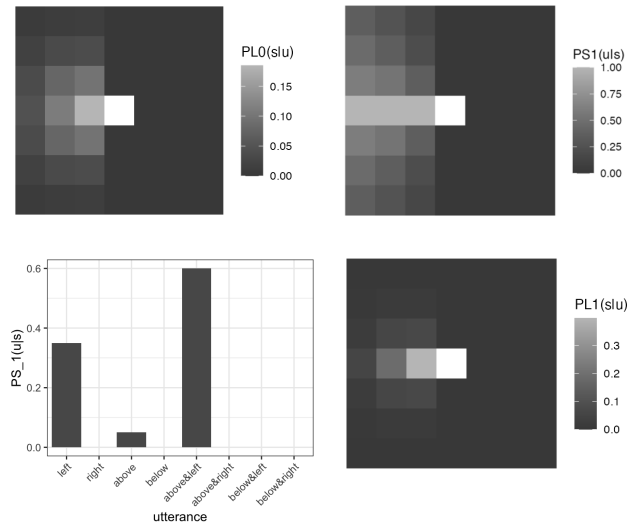 PL0(s|u)
0.15
0.10
0.05
0.00
PS1(u|s)
1.00
0.75
0.50
0.25
0.00
0.6
0.4
0.2
0.0
PS_1(u|s)
left
right
above
below
above&left
above&right
below&left
below&right
utterance
PL1(s|u)
0.3
0.2
0.1
0.0